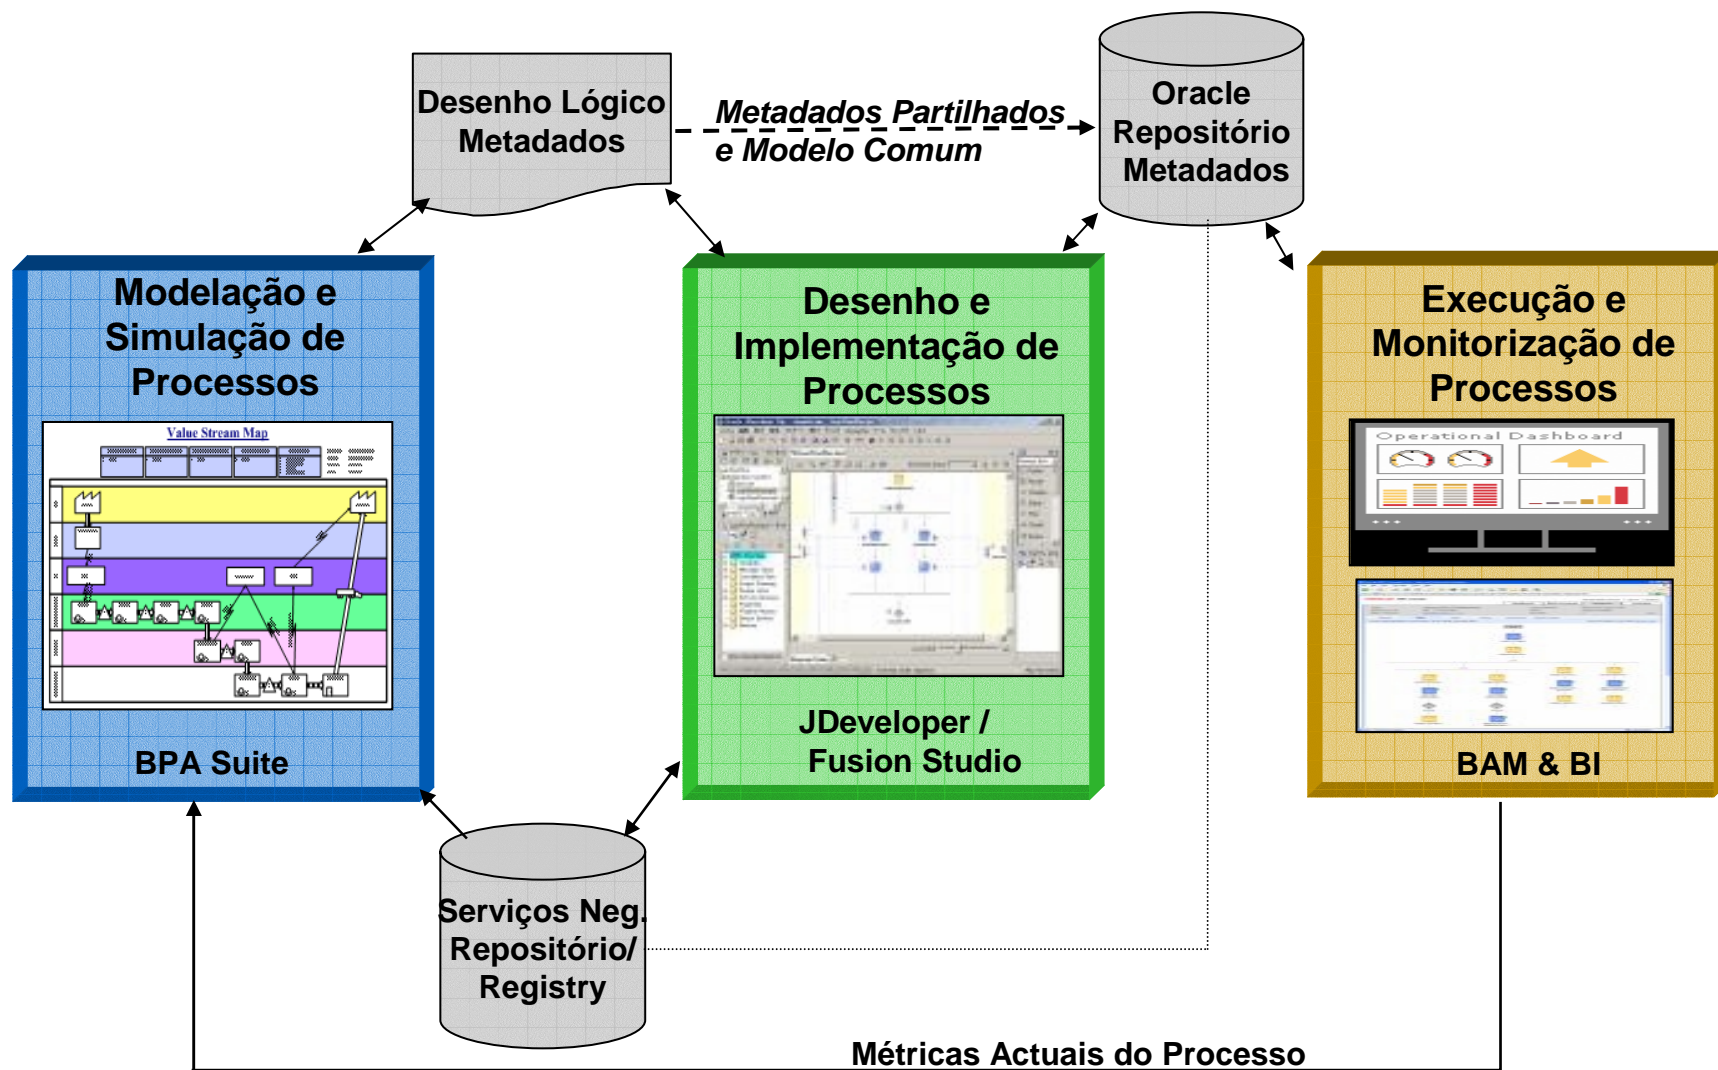 Desenho Lógico
Metadados
Metadados Partilhados
e Modelo Comum
Oracle
Repositório
Metadados
Modelação e
Simulação de
Processos
Value Stream Map
BPA Suite
Desenho e
Implementação de
Processos
JDeveloper /
Fusion Studio
Execução e
Monitorização de
Processos
Operational Dashboard
BAM & BI
Serviços Neg.
Repositório/
Registry
Métricas Actuais do Processo